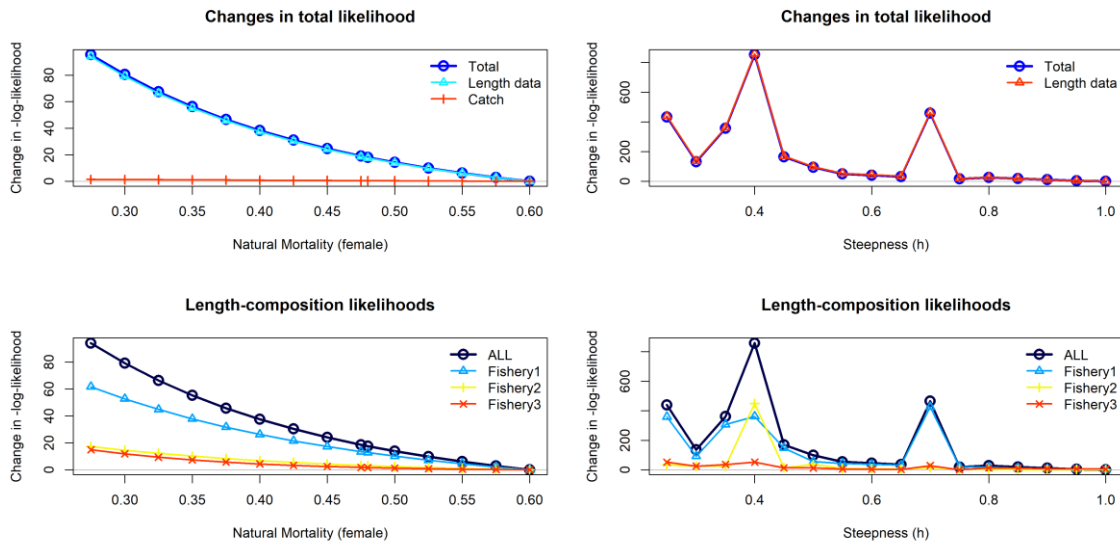 Changes in total likelihood
Change in -log-likelihood
80
60
40
20
0
Total
Length data
Catch
0.30 0.35 0.40 0.45 0.50 0.55 0.60
Natural Mortality (female)
Changes in total likelihood
Change in -log-likelihood
600
200
0
Total
Length data
0.4 0.6 0.8 1.0
Steepness (h)
Length-composition likelihoods
Change in -log-likelihood
80
60
40
20
0
ALL
Fishery1
Fishery2
Fishery3
0.30 0.35 0.40 0.45 0.50 0.55 0.60
Natural Mortality (female)
Length-composition likelihoods
Change in -log-likelihood
600
200
0
ALL
Fishery1
Fishery2
Fishery3
0.4 0.6 0.8 1.0
Steepness (h)